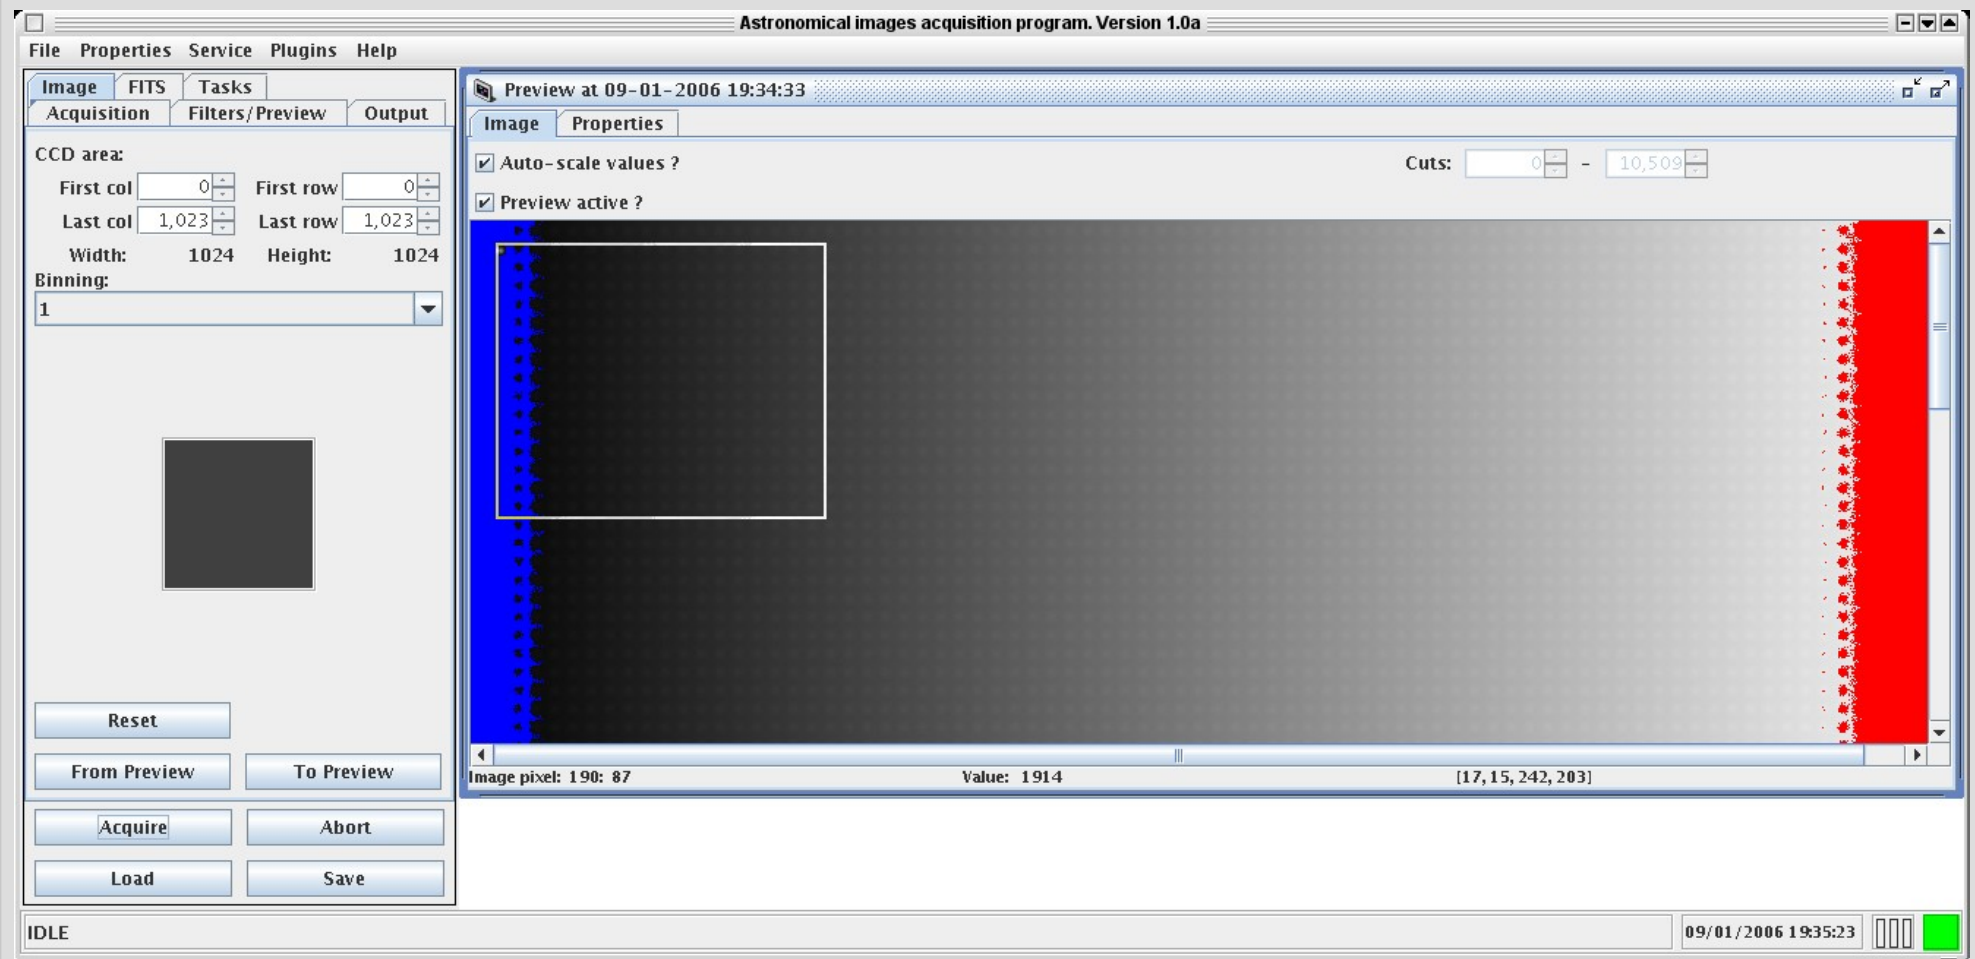 Astronomical images acquisition program. Version 1.0a
File Properties Service Plugins Help
Image FITS Tasks
Acquisition Filters/Preview Output
CCD area:
First col 0 First row 0
Last col 1,023 Last row 1,023
Width: 1024 Height: 1024
Binning:
1
Reset
From Preview To Preview
Acquire Abort
Load Save
Preview at 09-01-2006 19:34:33
Image Properties
Auto-scale values ? Cuts: 0 - 10,509
Preview active ?
Image pixel: 190: 87 Value: 1914 [17,15,242,203]
IDLE 09/01/2006 19:35:23